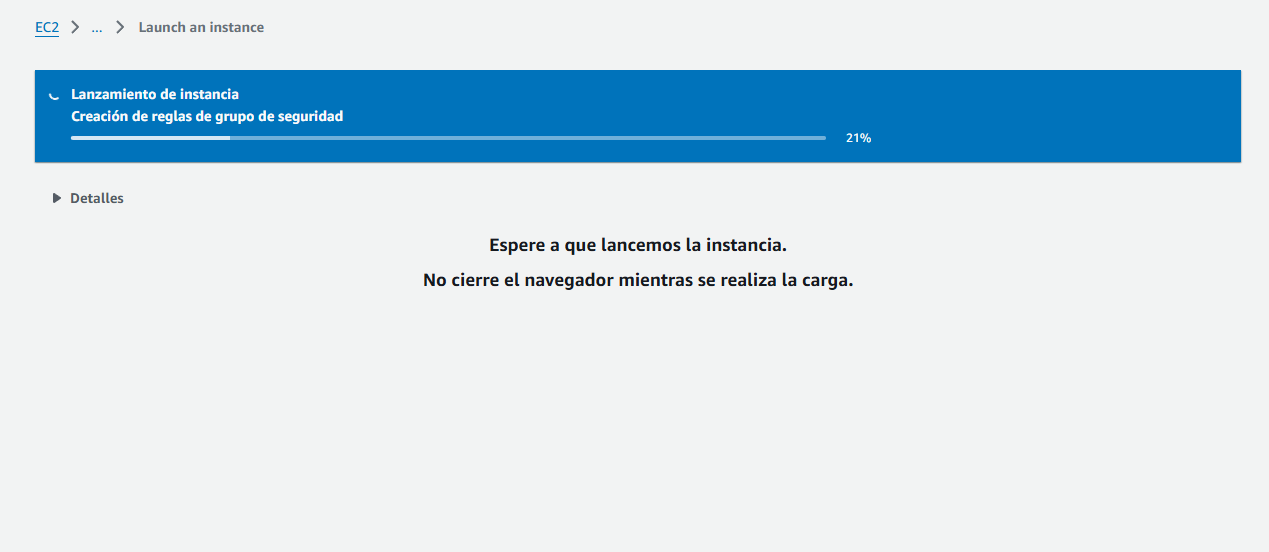 EC2 > ... > Launch an instance
Lanzamiento de instancia
Creación de reglas de grupo de seguridad
21%
Detalles
Espere a que lancemos la instancia.
No cierre el navegador mientras se realiza la carga.